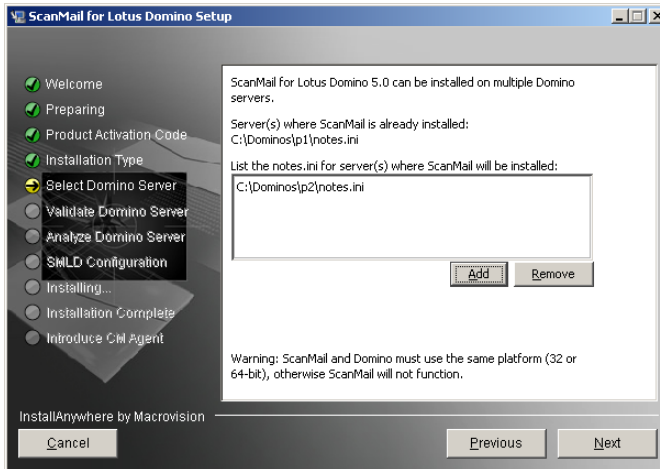 ScanMail for Lotus Domino Setup
Welcome
Preparing
Product Activation Code
Installation Type
Select Domino Server
Validate Domino Server
Analyze Domino Server
SMLD Configuration
Installing...
Installation Complete
Introduce CM Agent
ScanMail for Lotus Domino 5.0 can be installed on multiple Domino
servers.
Server(s) where ScanMail is already installed:
C:\Dominos\p1\notes.ini
List the notes.ini for server(s) where ScanMail will be installed:
C:\Dominos\p2\notes.ini
Add
Remove
Warning: ScanMail and Domino must use the same platform (32 or
64-bit), otherwise ScanMail will not function.
InstallAnywhere by Macrovision
Cancel
Previous
Next